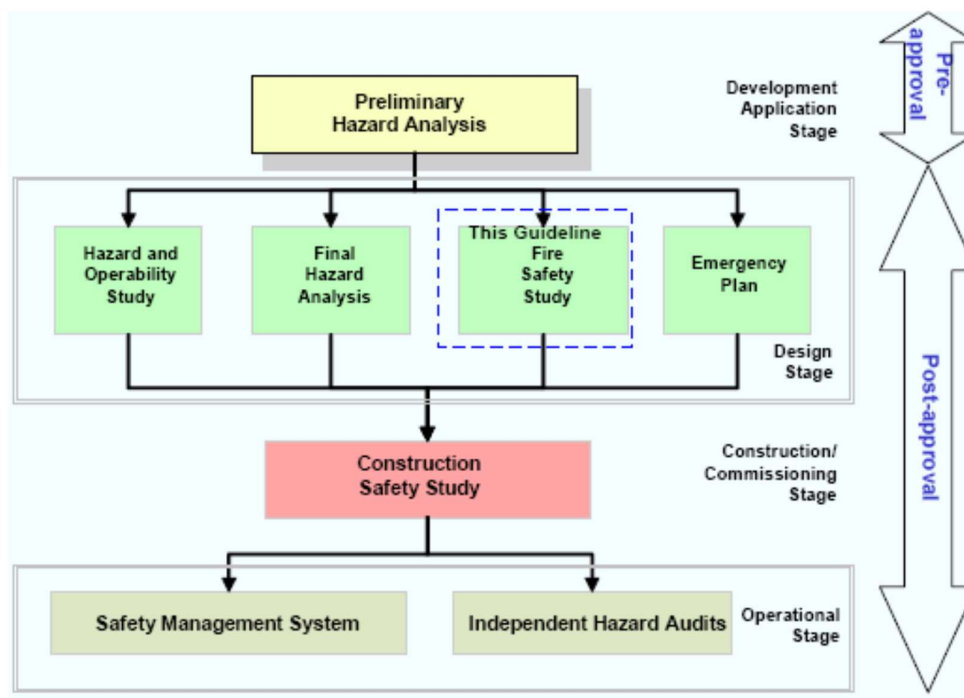 Preliminary
Hazard Analysis
Development
Application
Stage
Pre-
approval
Hazard and
Operability
Study
Final
Hazard
Analysis
This Guideline
Fire
Safety
Study
Emergency
Plan
Design
Stage
Post-approval
Construction
Safety Study
Construction/
Commissioning
Stage
Safety Management System
Independent Hazard Audits
Operational
Stage